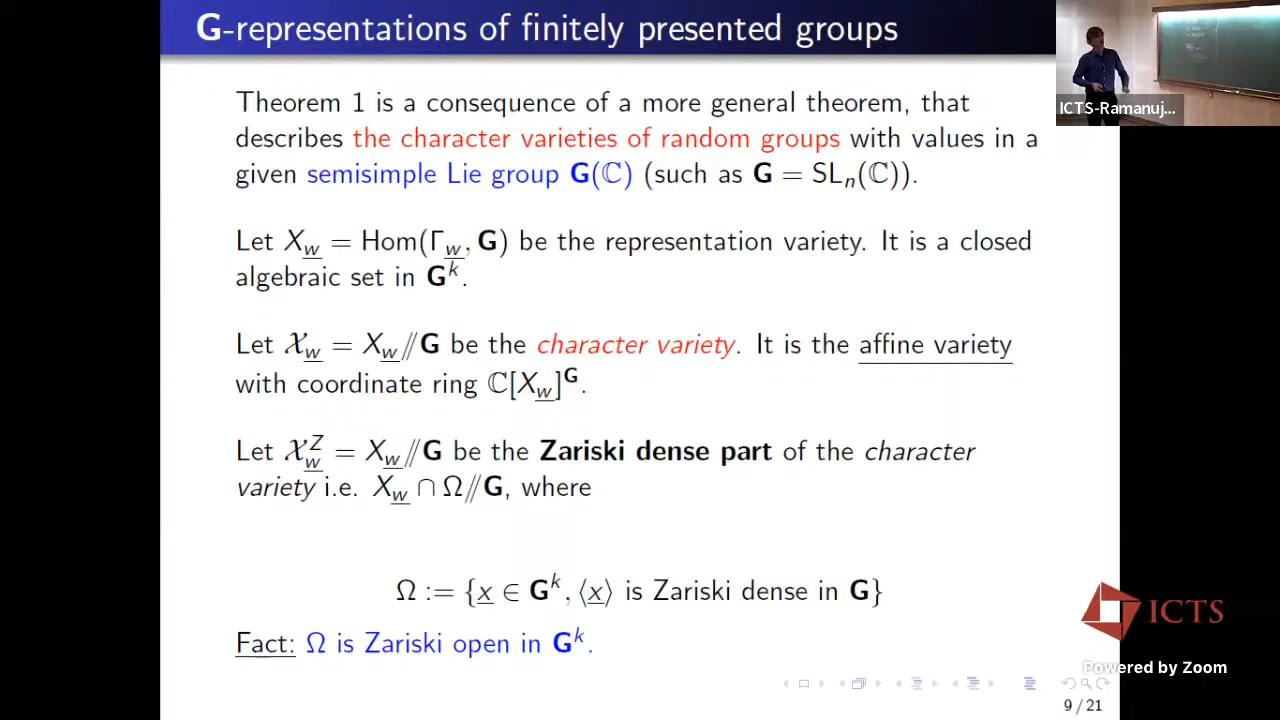 G-representations of finitely presented groups
ICTS-Ramanuj...
Theorem 1 is a consequence of a more general theorem, that
describes the character varieties of random groups with values in a
given semisimple Lie group G(ℂ) (such as G = SLₙ(ℂ)).
Let X_w = Hom(Γ_w, G) be the representation variety. It is a closed
algebraic set in Gᵏ.
Let 𝒳_w = X_w//G be the character variety. It is the affine variety
with coordinate ring ℂ[X_w]^G.
Let 𝒳_w^Z = X_w//G be the Zariski dense part of the character
variety i.e. X_w ∩ Ω//G, where
Ω := {x ∈ Gᵏ, ⟨x⟩ is Zariski dense in G}
Fact: Ω is Zariski open in Gᵏ.
ICTS
Powered by Zoom
9 / 21